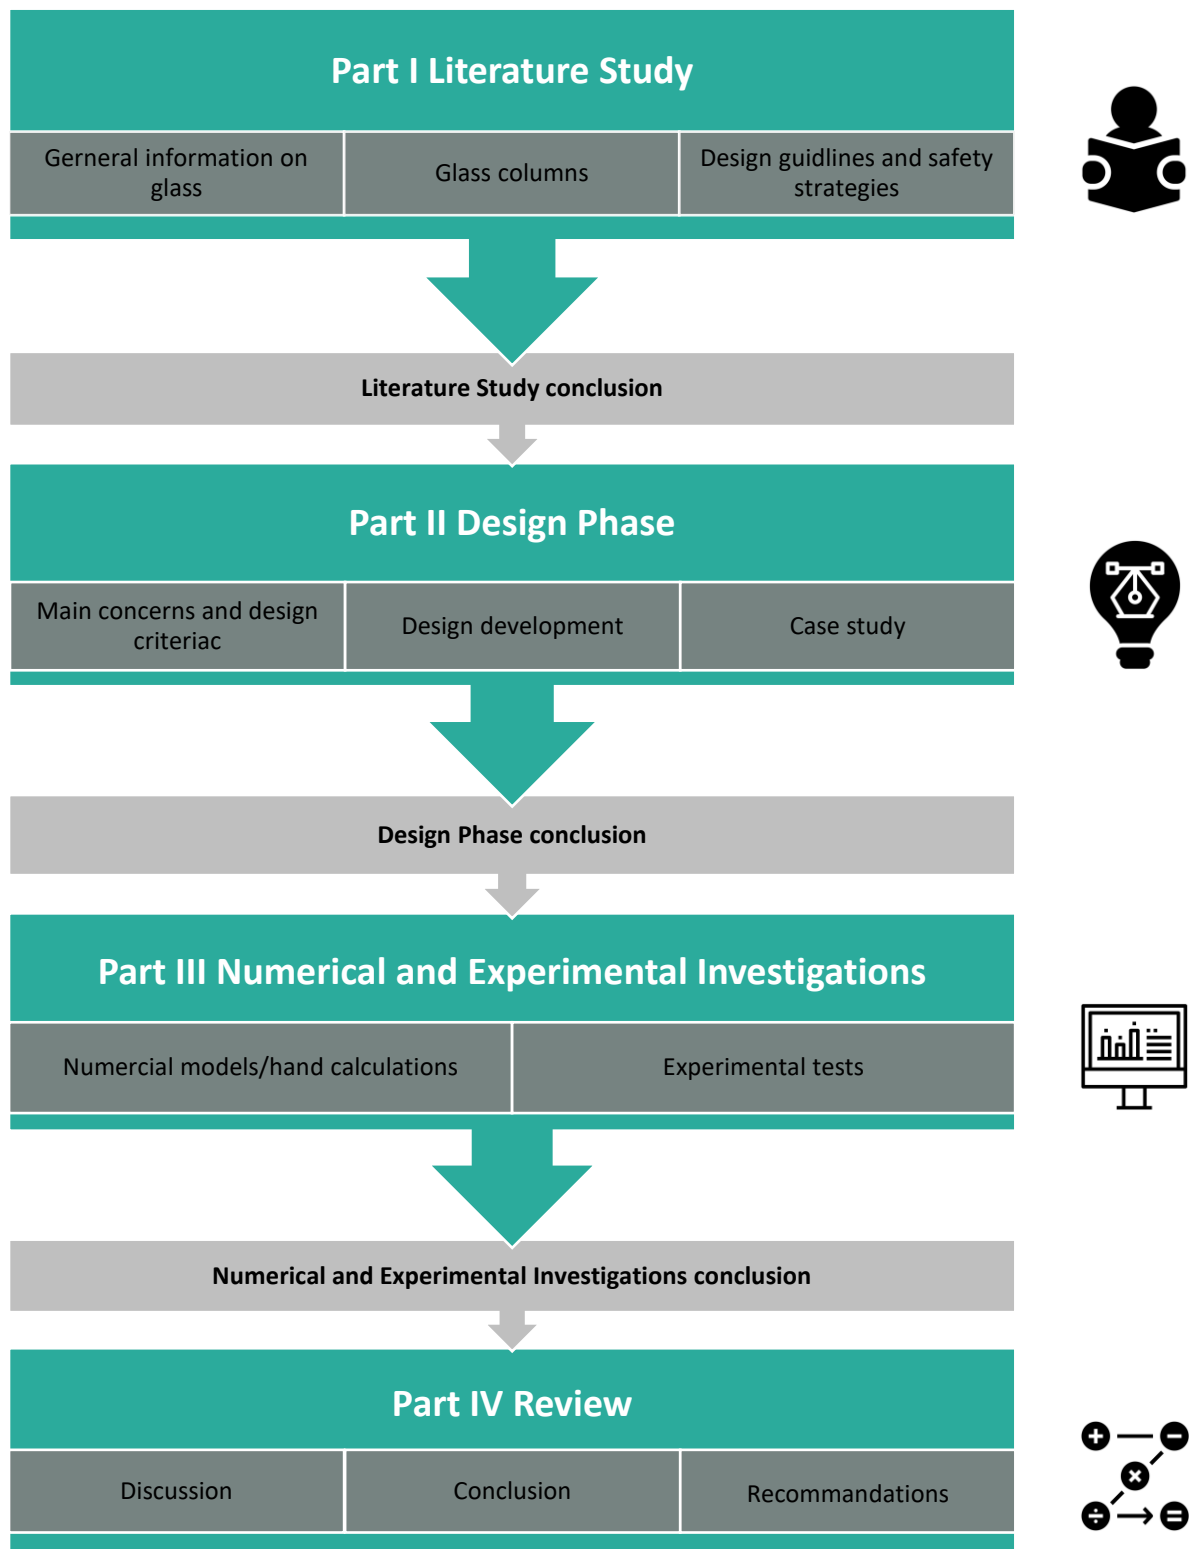 Part I Literature Study
Gerneral information on
glass
Glass columns
Design guidlines and safety
strategies
Literature Study conclusion
Part II Design Phase
Main concerns and design
criteriac
Design development
Case study
Design Phase conclusion
Part III Numerical and Experimental Investigations
Numercial models/hand calculations
Experimental tests
Numerical and Experimental Investigations conclusion
Part IV Review
Discussion
Conclusion
Recommandations